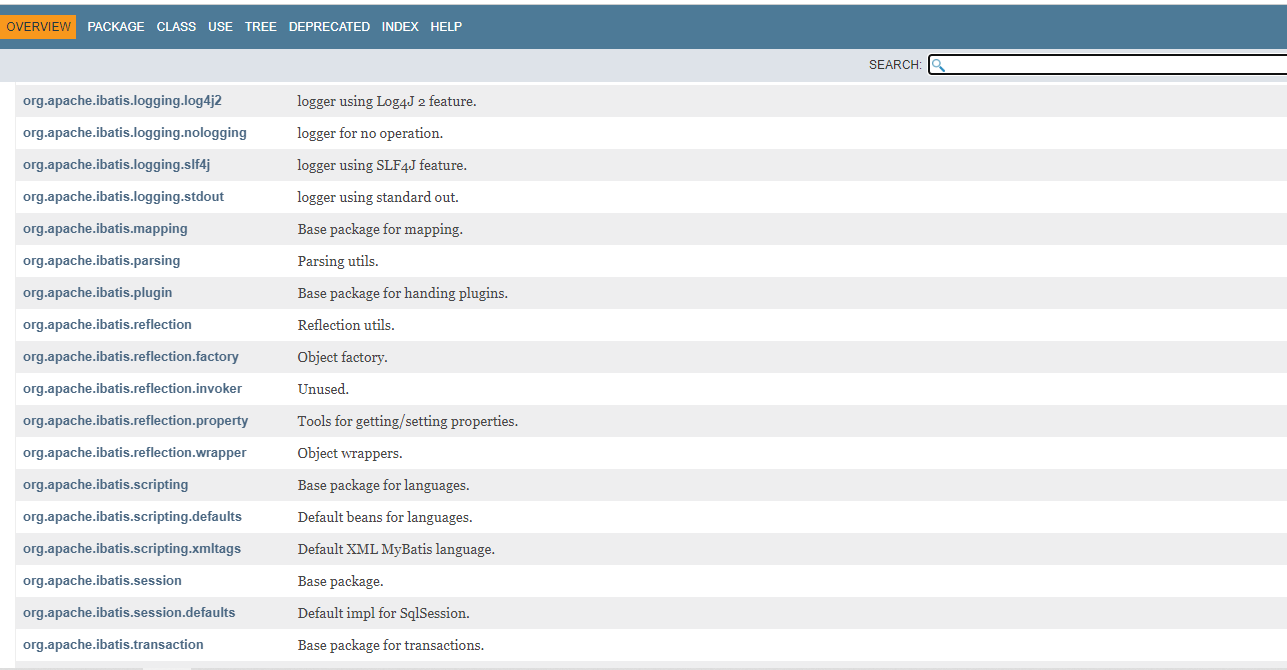 OVERVIEW PACKAGE CLASS USE TREE DEPRECATED INDEX HELP
SEARCH:
org.apache.ibatis.logging.log4j2 logger using Log4J 2 feature.
org.apache.ibatis.logging.nologging logger for no operation.
org.apache.ibatis.logging.slf4j logger using SLF4J feature.
org.apache.ibatis.logging.stdout logger using standard out.
org.apache.ibatis.mapping Base package for mapping.
org.apache.ibatis.parsing Parsing utils.
org.apache.ibatis.plugin Base package for handing plugins.
org.apache.ibatis.reflection Reflection utils.
org.apache.ibatis.reflection.factory Object factory.
org.apache.ibatis.reflection.invoker Unused.
org.apache.ibatis.reflection.property Tools for getting/setting properties.
org.apache.ibatis.reflection.wrapper Object wrappers.
org.apache.ibatis.scripting Base package for languages.
org.apache.ibatis.scripting.defaults Default beans for languages.
org.apache.ibatis.scripting.xmltags Default XML MyBatis language.
org.apache.ibatis.session Base package.
org.apache.ibatis.session.defaults Default impl for SqlSession.
org.apache.ibatis.transaction Base package for transactions.